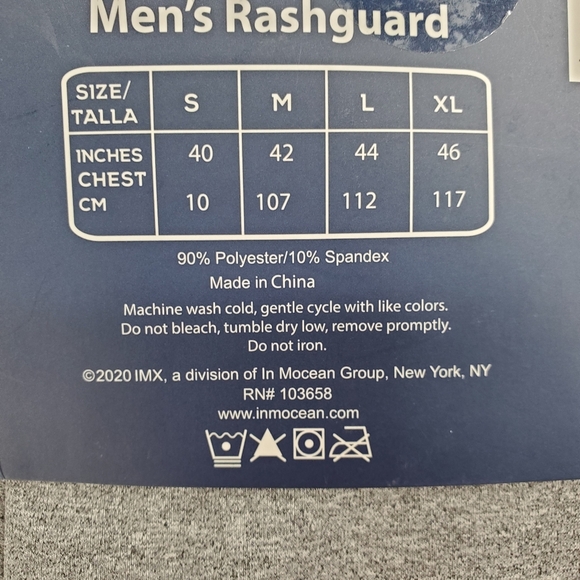 Men's Rashguard
SIZE/ S M L XL
TALLA
INCHES 40 42 44 46
CHEST
CM 10 107 112 117
90% Polyester/10% Spandex
Made in China
Machine wash cold, gentle cycle with like colors.
Do not bleach, tumble dry low, remove promptly.
Do not iron.
©2020 IMX, a division of In Mocean Group, New York, NY
RN# 103658
www.inmocean.com